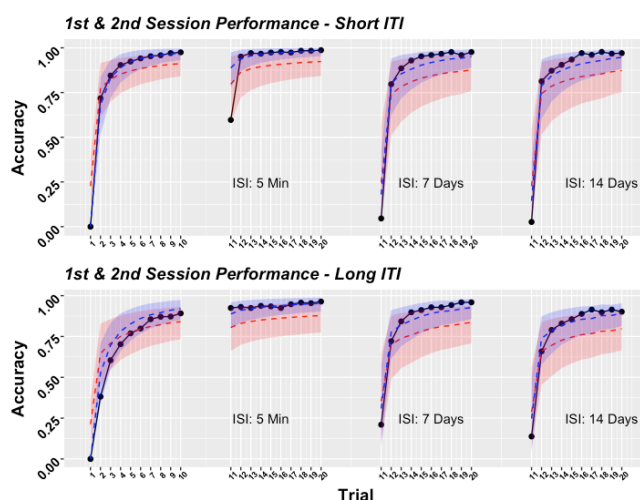 1st & 2nd Session Performance - Short ITI
Accuracy
1.00
0.75
0.50
0.25
0.00
ISI: 5 Min
ISI: 7 Days
ISI: 14 Days
1 2 3 4 5 6 7 8 9 10
11 12 13 14 15 16 17 18 19 20
11 12 13 14 15 16 17 18 19 20
11 12 13 14 15 16 17 18 19 20
1st & 2nd Session Performance - Long ITI
Accuracy
1.00
0.75
0.50
0.25
0.00
ISI: 5 Min
ISI: 7 Days
ISI: 14 Days
1 2 3 4 5 6 7 8 9 10
11 12 13 14 15 16 17 18 19 20
11 12 13 14 15 16 17 18 19 20
11 12 13 14 15 16 17 18 19 20
Trial